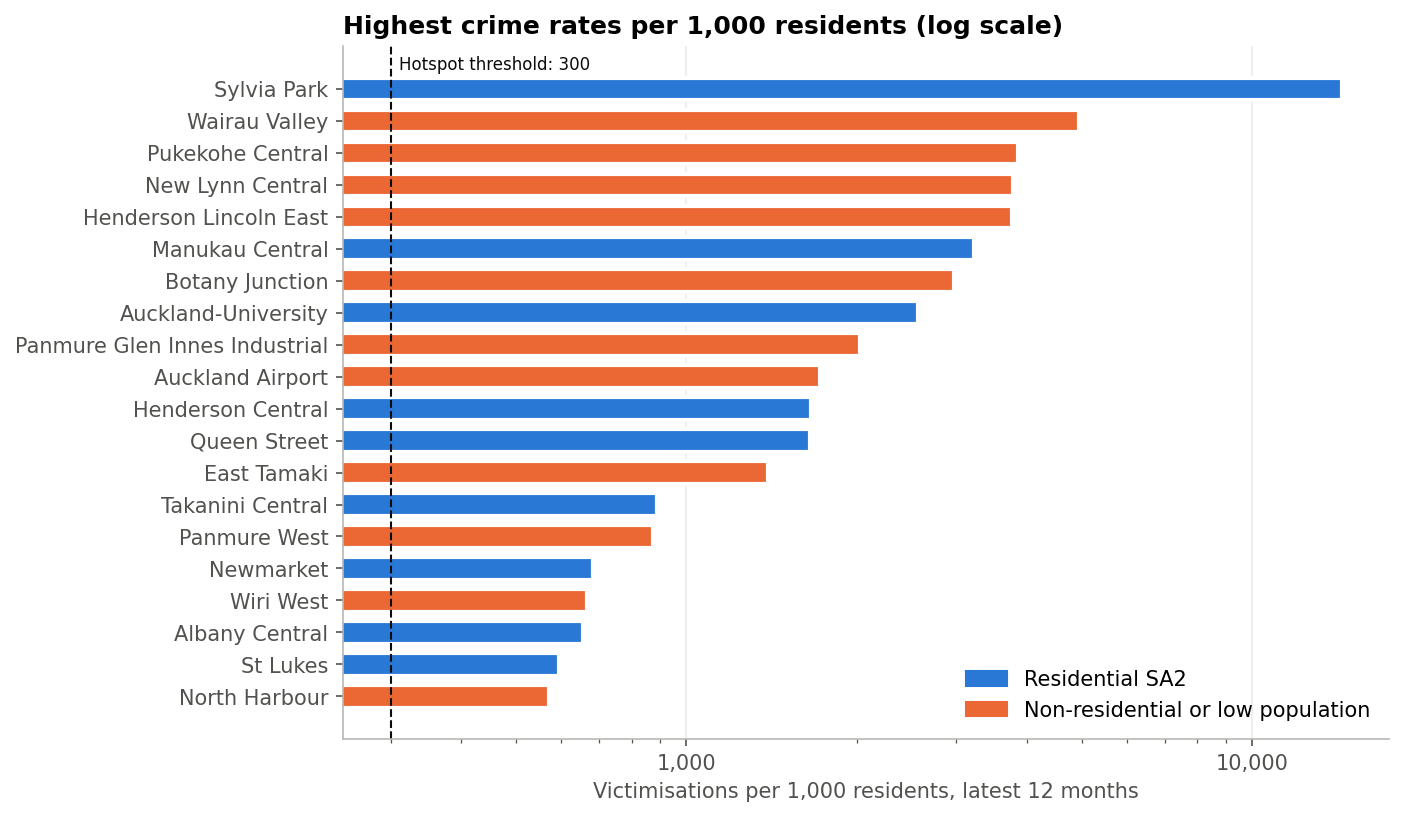 Highest crime rates per 1,000 residents (log scale)
Hotspot threshold: 300
Sylvia Park
Wairau Valley
Pukekohe Central
New Lynn Central
Henderson Lincoln East
Manukau Central
Botany Junction
Auckland-University
Panmure Glen Innes Industrial
Auckland Airport
Henderson Central
Queen Street
East Tamaki
Takanini Central
Panmure West
Newmarket
Wiri West
Albany Central
St Lukes
North Harbour
Residential SA2
Non-residential or low population
1,000
10,000
Victimisations per 1,000 residents, latest 12 months